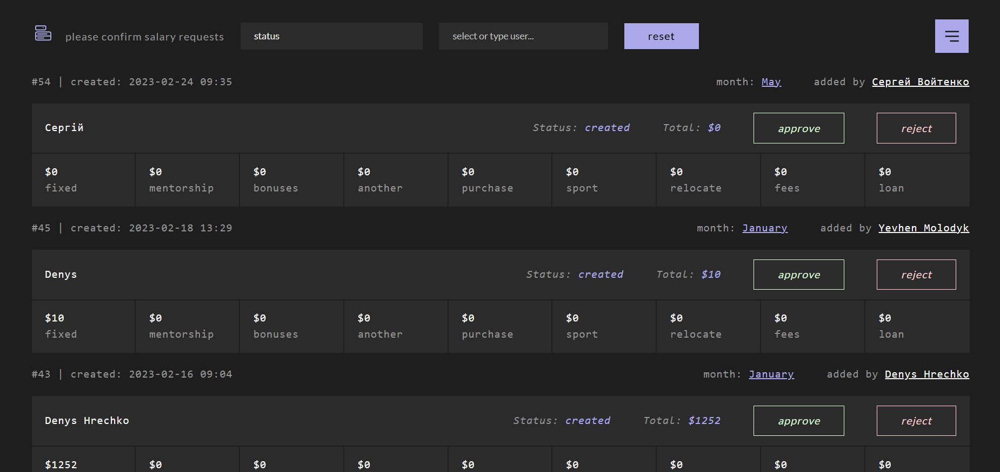 please confirm salary requests status select or type user... reset
#54 | created: 2023-02-24 09:35 month: May added by Сергей Войтенко
Сергій Status: created Total: $0 approve reject
$0 $0 $0 $0 $0 $0 $0 $0 $0
fixed mentorship bonuses another purchase sport relocate fees loan
#45 | created: 2023-02-18 13:29 month: January added by Yevhen Molodyk
Denys Status: created Total: $10 approve reject
$10 $0 $0 $0 $0 $0 $0 $0 $0
fixed mentorship bonuses another purchase sport relocate fees loan
#43 | created: 2023-02-16 09:04 month: January added by Denys Hrechko
Denys Hrechko Status: created Total: $1252 approve reject
$1252 $0 $0 $0 $0 $0 $0 $0 $0